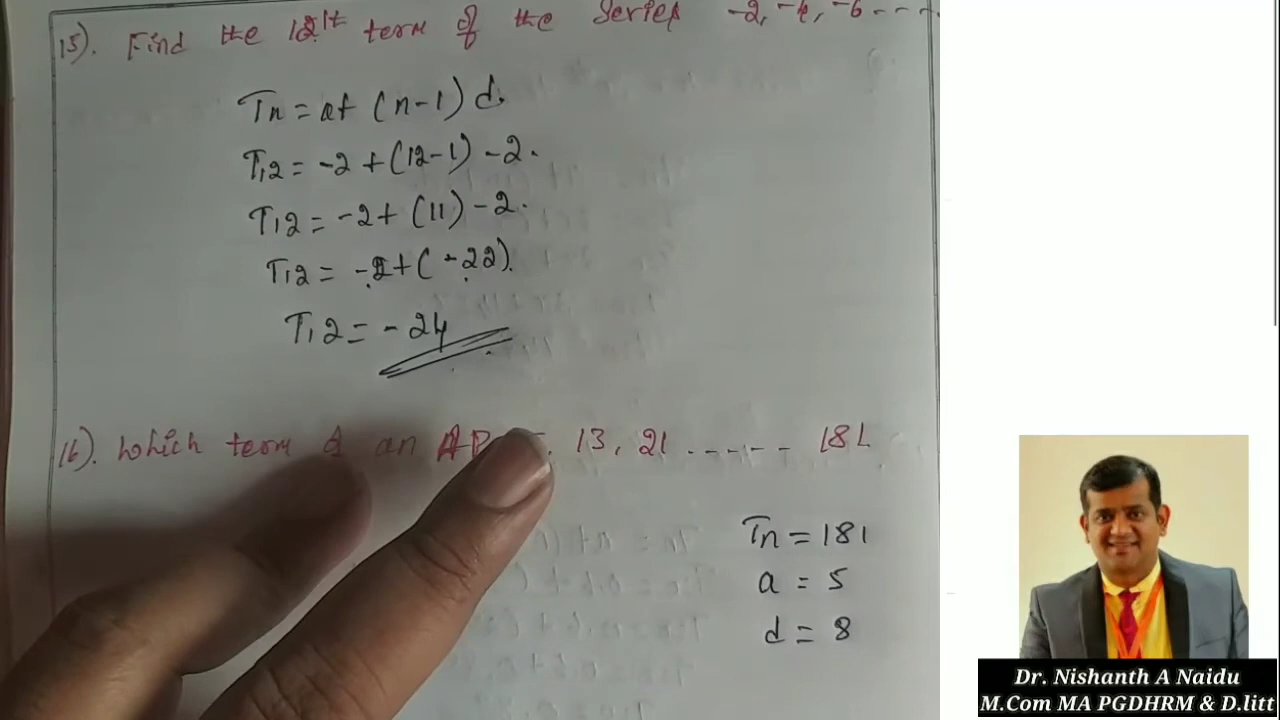 15). Find the 12th term of the Series -2, -4, -6 - - - .
Tn = a+ (n-1) d.
T12 = -2 + (12-1) -2.
T12 = -2+ (11) -2.
T12 = -2+(-22).
T12 = -24
16). Which term of an AP 13, 21 ------ 181
Tn = 181
a = 5
d = 8
Dr. Nishanth A Naidu
M.Com MA PGDHRM & D.litt